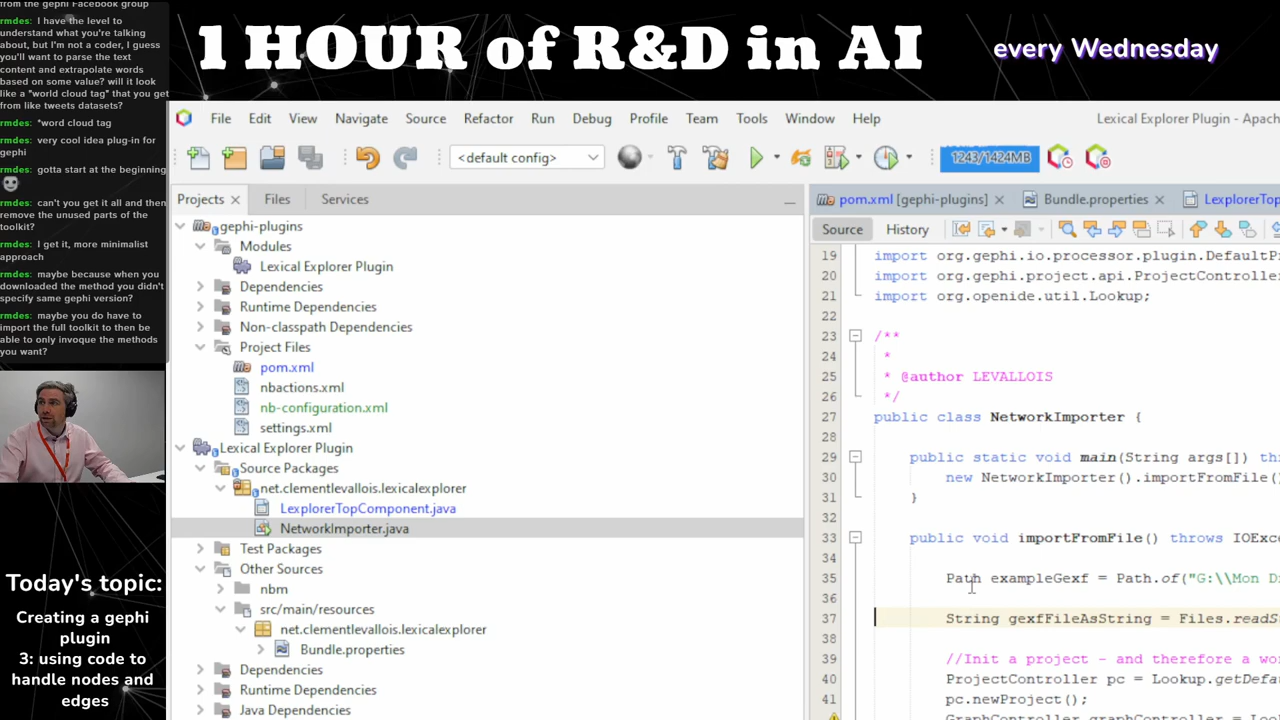 from the gephi Facebook group
rmdes: I have the level to
understand what you're talking
about, but I'm not a coder, I guess
you'll want to parse the text
content and extrapolate words
based on some value? will it look
like a "world cloud tag" that you get
from like tweets datasets?
rmdes: *word cloud tag
rmdes: very cool idea plug-in for
gephi
rmdes: gotta start at the beginning
rmdes: can't you get it all and then
remove the unused parts of the
toolkit?
rmdes: I get it, more minimalist
approach
rmdes: maybe because when you
downloaded the method you didn't
specify same gephi version?
rmdes: maybe you do have to
import the full toolkit to then be
able to only invoque the methods
you want?
Today's topic:
Creating a gephi
plugin
3: using code to
handle nodes and
edges
1 HOUR of R&D in AI
every Wednesday
File Edit View Navigate Source Refactor Run Debug Profile Team Tools Window Help
Lexical Explorer Plugin - Apach
<default config>
1243/1424MB
Projects Files Services
gephi-plugins
Modules
Lexical Explorer Plugin
Dependencies
Runtime Dependencies
Non-classpath Dependencies
Project Files
pom.xml
nbactions.xml
nb-configuration.xml
settings.xml
Lexical Explorer Plugin
Source Packages
net.clementlevallois.lexicalexplorer
LexplorerTopComponent.java
NetworkImporter.java
Test Packages
Other Sources
nbm
src/main/resources
net.clementlevallois.lexicalexplorer
Bundle.properties
Dependencies
Runtime Dependencies
Java Dependencies
pom.xml [gephi-plugins] Bundle.properties LexplorerTop
Source History
19 import org.gephi.io.processor.plugin.DefaultP
20 import org.gephi.project.api.ProjectController
21 import org.openide.util.Lookup;
22
23 /**
24 *
25 * @author LEVALLOIS
26 */
27 public class NetworkImporter {
28
29 public static void main(String args[]) th
30 new NetworkImporter().importFromFile()
31 }
32
33 public void importFromFile() throws IOExc
34
35 Path exampleGexf = Path.of("G:\\Mon D
36
37 String gexfFileAsString = Files.readS
38
39 //Init a project - and therefore a wo
40 ProjectController pc = Lookup.getDefa
41 pc.newProject();
GraphController graphController = Look